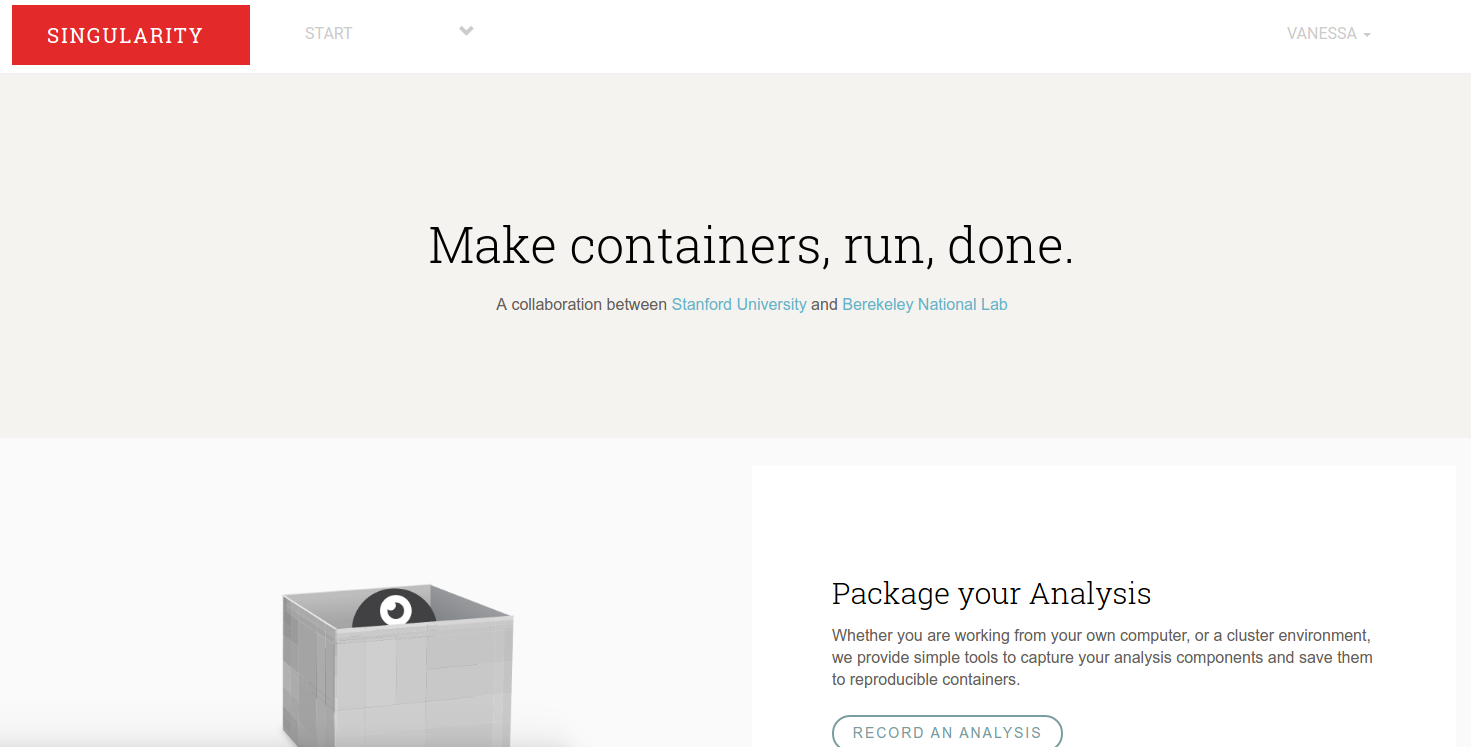 SINGULARITY
START
VANESSA
Make containers, run, done.
A collaboration between Stanford University and Berekeley National Lab
Package your Analysis
Whether you are working from your own computer, or a cluster environment,
we provide simple tools to capture your analysis components and save them
to reproducible containers.
RECORD AN ANALYSIS